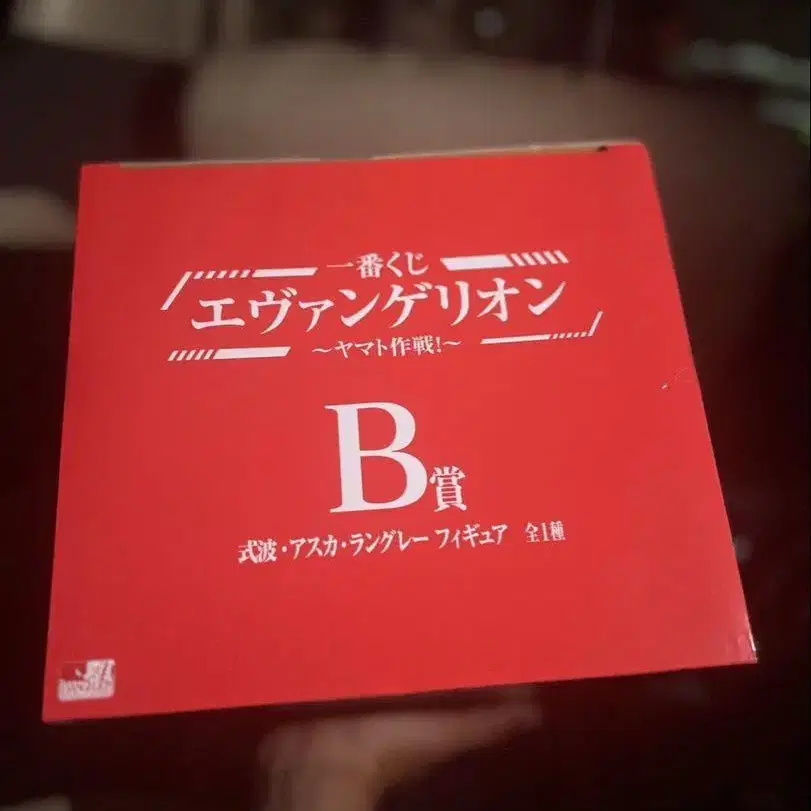 一番くじ
エヴァンゲリオン
～ヤマト作戦!～
B賞
式波・アスカ・ラングレー フィギュア 全1種